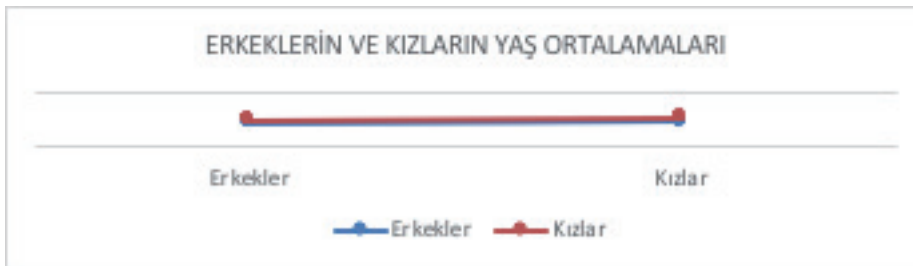 ERKEKLERİN VE KIZLARIN YAŞ ORTALAMALARI
Erkekler Kızlar
Erkekler Kızlar